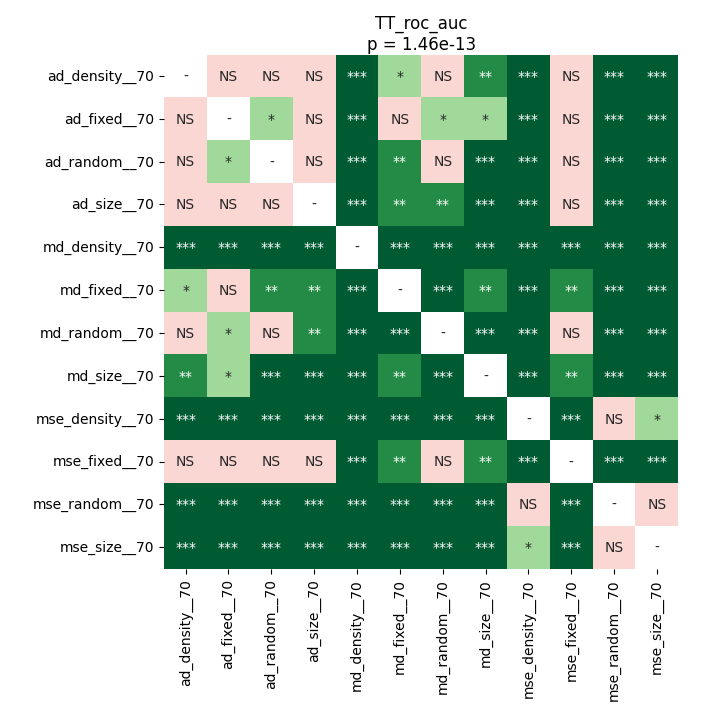 TT_roc_auc
p = 1.46e-13
ad_density__70 - NS NS NS *** * NS ** *** NS *** ***
ad_fixed__70 NS - * NS *** NS * * *** NS *** ***
ad_random__70 NS * - NS *** ** NS *** *** NS *** ***
ad_size__70 NS NS NS - *** ** ** *** *** NS *** ***
md_density__70 *** *** *** *** - *** *** *** *** *** *** ***
md_fixed__70 * NS ** ** *** - *** ** *** ** *** ***
md_random__70 NS * NS ** *** *** - *** *** NS *** ***
md_size__70 ** * *** *** *** ** *** - *** ** *** ***
mse_density__70 *** *** *** *** *** *** *** *** - *** NS *
mse_fixed__70 NS NS NS NS *** ** NS ** *** - *** ***
mse_random__70 *** *** *** *** *** *** *** *** NS *** - NS
mse_size__70 *** *** *** *** *** *** *** *** * *** NS -
ad_density__70
ad_fixed__70
ad_random__70
ad_size__70
md_density__70
md_fixed__70
md_random__70
md_size__70
mse_density__70
mse_fixed__70
mse_random__70
mse_size__70